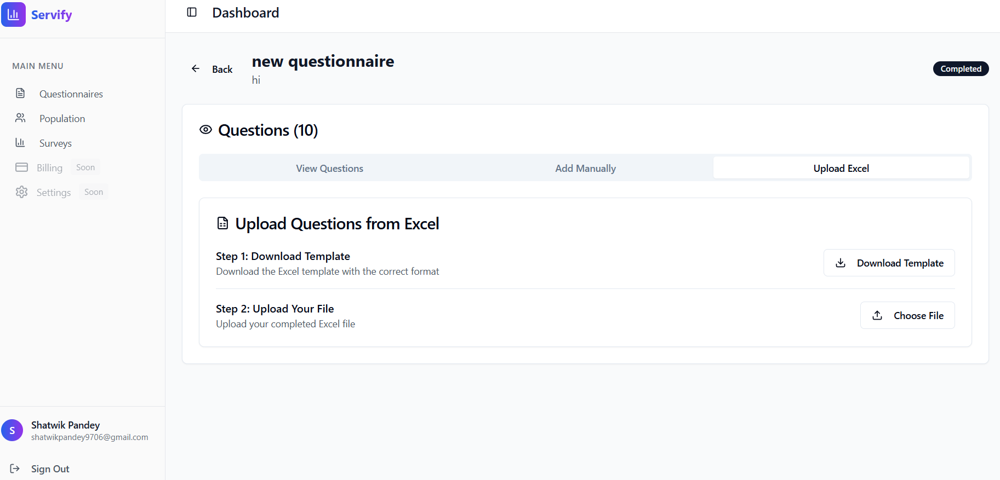 Servify
Dashboard
MAIN MENU
Questionnaires
Population
Surveys
Billing Soon
Settings Soon
Back
new questionnaire
hi
Completed
Questions (10)
View Questions
Add Manually
Upload Excel
Upload Questions from Excel
Step 1: Download Template
Download the Excel template with the correct format
Download Template
Step 2: Upload Your File
Upload your completed Excel file
Choose File
S
Shatwik Pandey
shatwikpandey9706@gmail.com
Sign Out